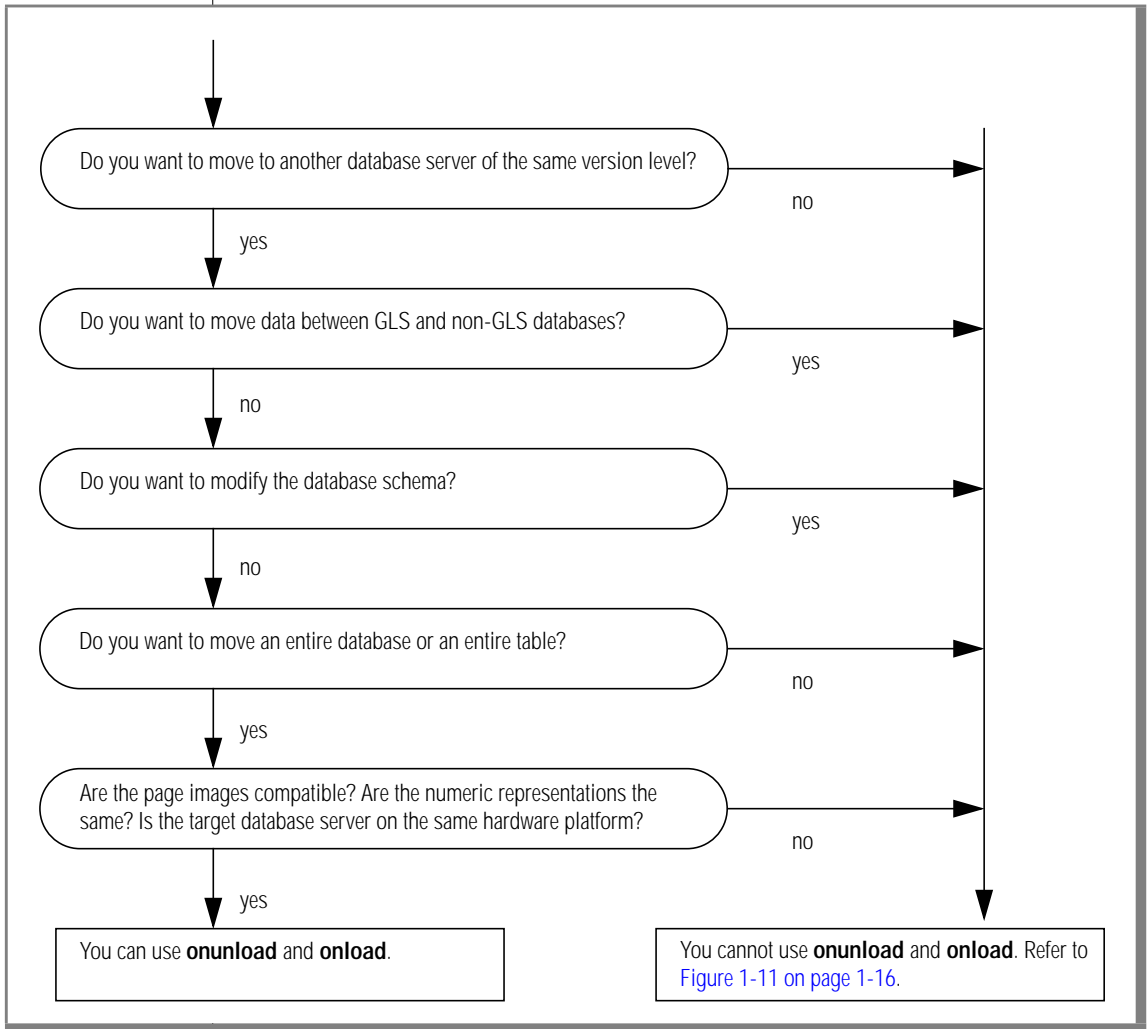 Do you want to move to another database server of the same version level?
no
yes
Do you want to move data between GLS and non-GLS databases?
yes
no
Do you want to modify the database schema?
yes
no
Do you want to move an entire database or an entire table?
no
yes
Are the page images compatible? Are the numeric representations the
same? Is the target database server on the same hardware platform?
no
yes
You can use onunload and onload.
You cannot use onunload and onload. Refer to
Figure 1-11 on page 1-16.